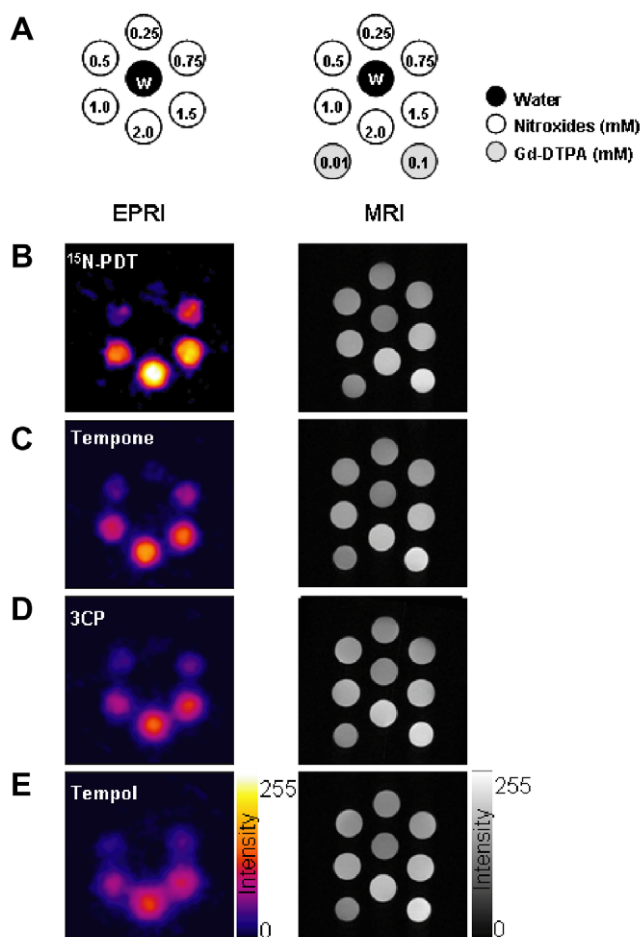 A
0.25
0.25
0.5
0.75
0.5
0.75
W
W
1.0
1.5
1.0
1.5
2.0
2.0
0.01
0.1
Water
Nitroxides (mM)
Gd-DTPA (mM)
EPRI
MRI
B
¹⁵N-PDT
C
Tempone
D
3CP
E
Tempol
255
Intensity
0
255
Intensity
0